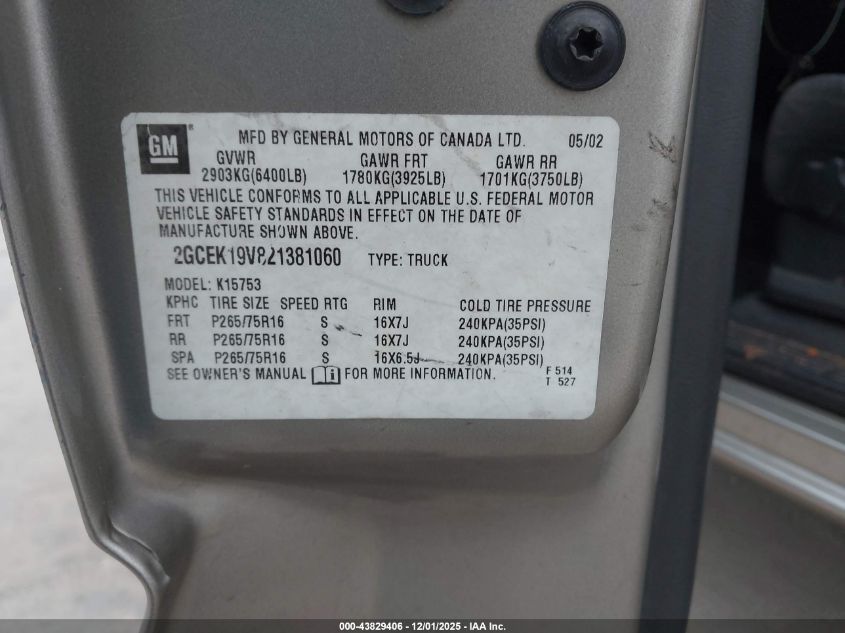 GM ® MFD BY GENERAL MOTORS OF CANADA LTD. 05/02
GVWR GAWR FRT GAWR RR
2903KG(6400LB) 1780KG(3925LB) 1701KG(3750LB)
THIS VEHICLE CONFORMS TO ALL APPLICABLE U.S. FEDERAL MOTOR
VEHICLE SAFETY STANDARDS IN EFFECT ON THE DATE OF
MANUFACTURE SHOWN ABOVE.
2GCEK19V821381060 TYPE: TRUCK
MODEL: K15753
KPHC TIRE SIZE SPEED RTG RIM COLD TIRE PRESSURE
FRT P265/75R16 S 16X7J 240KPA(35PSI)
RR P265/75R16 S 16X7J 240KPA(35PSI)
SPA P265/75R16 S 16X6.5J 240KPA(35PSI)
SEE OWNER'S MANUAL i FOR MORE INFORMATION. F 514
T 527
000-43829406 - 12/01/2025 - IAA Inc.